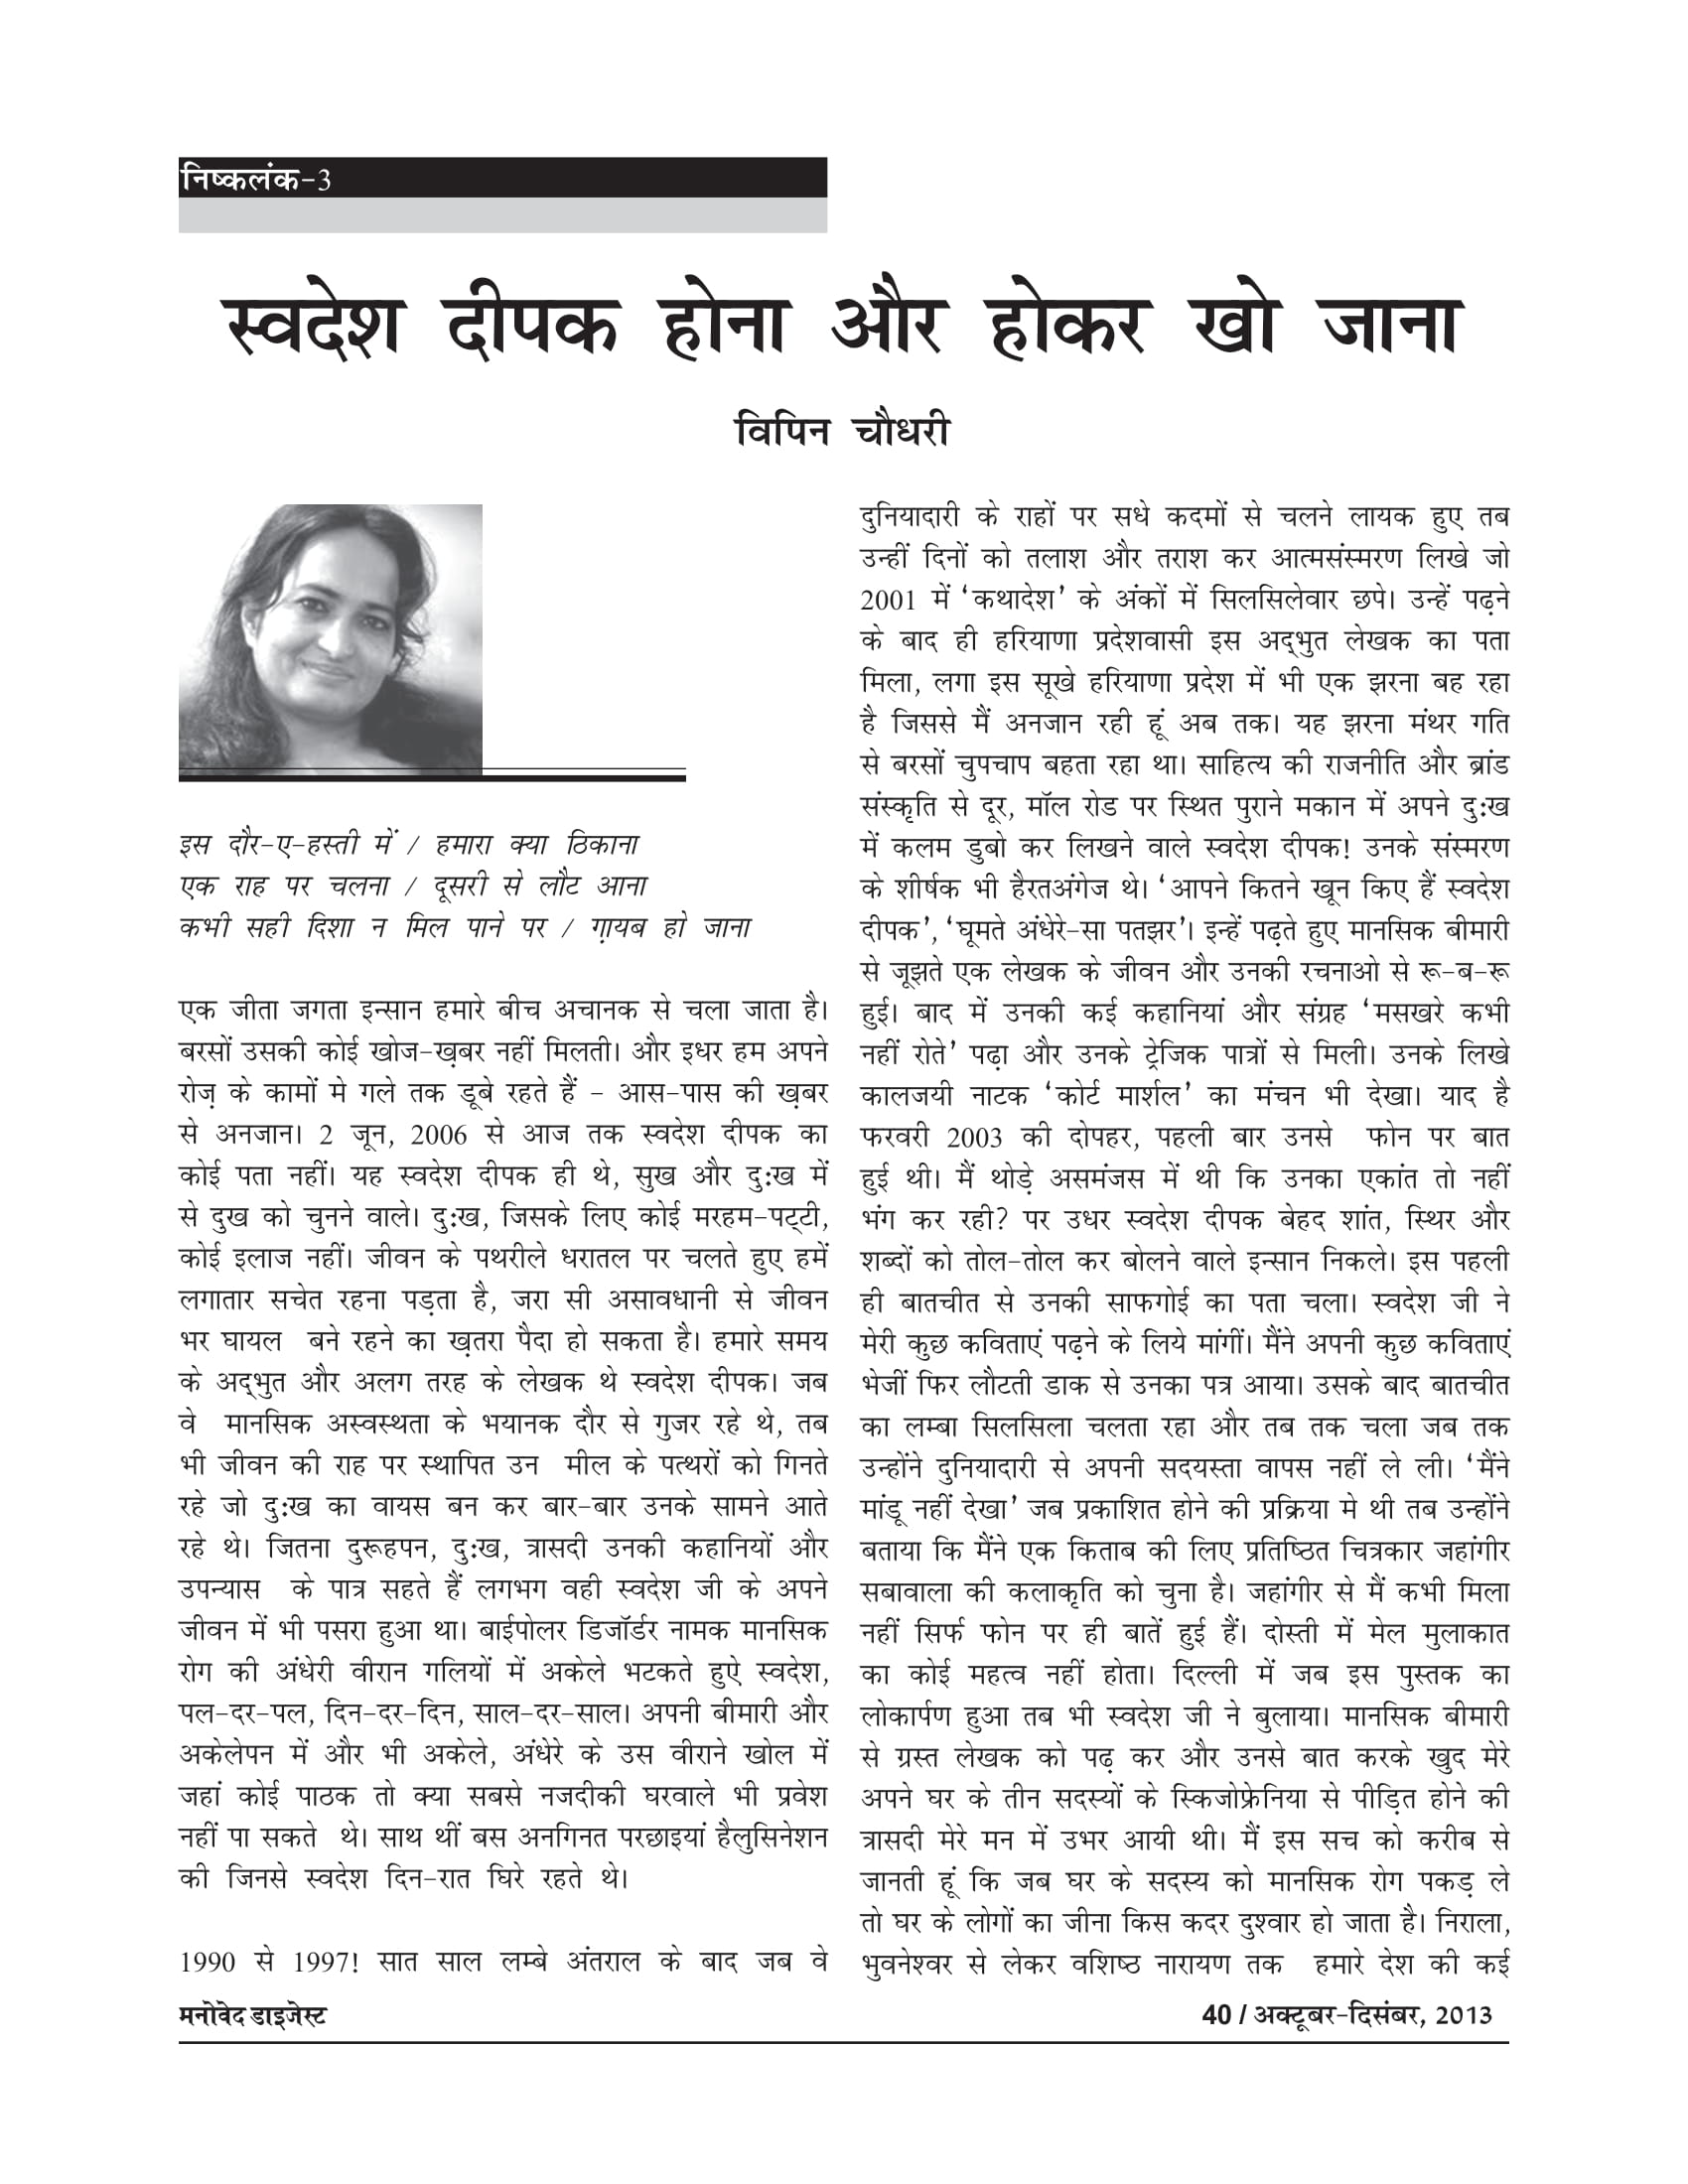 निष्कलंक-3
स्वदेश दीपक होना और होकर खो जाना
विपिन चौधरी
इस दौर-ए-हस्ती में / हमारा क्या ठिकाना
एक राह पर चलना / दूसरी से लौट आना
कभी सही दिशा न मिल पाने पर / ग़ायब हो जाना
एक जीता जगता इन्सान हमारे बीच अचानक से चला जाता है।
बरसों उसकी कोई खोज-ख़बर नहीं मिलती। और इधर हम अपने
रोज़ के कामों मे गले तक डूबे रहते हैं - आस-पास की ख़बर
से अनजान। 2 जून, 2006 से आज तक स्वदेश दीपक का
कोई पता नहीं। यह स्वदेश दीपक ही थे, सुख और दुःख में
से दुख को चुनने वाले। दुःख, जिसके लिए कोई मरहम-पट्टी,
कोई इलाज नहीं। जीवन के पथरीले धरातल पर चलते हुए हमें
लगातार सचेत रहना पड़ता है, जरा सी असावधानी से जीवन
भर घायल बने रहने का ख़तरा पैदा हो सकता है। हमारे समय
के अद्भुत और अलग तरह के लेखक थे स्वदेश दीपक। जब
वे मानसिक अस्वस्थता के भयानक दौर से गुजर रहे थे, तब
भी जीवन की राह पर स्थापित उन मील के पत्थरों को गिनते
रहे जो दुःख का वायस बन कर बार-बार उनके सामने आते
रहे थे। जितना दुरूहपन, दुःख, त्रासदी उनकी कहानियों और
उपन्यास के पात्र सहते हैं लगभग वही स्वदेश जी के अपने
जीवन में भी पसरा हुआ था। बाईपोलर डिजॉर्डर नामक मानसिक
रोग की अंधेरी वीरान गलियों में अकेले भटकते हुऐ स्वदेश,
पल-दर-पल, दिन-दर-दिन, साल-दर-साल। अपनी बीमारी और
अकेलेपन में और भी अकेले, अंधेरे के उस वीराने खोल में
जहां कोई पाठक तो क्या सबसे नजदीकी घरवाले भी प्रवेश
नहीं पा सकते थे। साथ थीं बस अनगिनत परछाइयां हैलुसिनेशन
की जिनसे स्वदेश दिन-रात घिरे रहते थे।
1990 से 1997! सात साल लम्बे अंतराल के बाद जब वे
दुनियादारी के राहों पर सधे कदमों से चलने लायक हुए तब
उन्हीं दिनों को तलाश और तराश कर आत्मसंस्मरण लिखे जो
2001 में ‘कथादेश’ के अंकों में सिलसिलेवार छपे। उन्हें पढ़ने
के बाद ही हरियाणा प्रदेशवासी इस अद्भुत लेखक का पता
मिला, लगा इस सूखे हरियाणा प्रदेश में भी एक झरना बह रहा
है जिससे मैं अनजान रही हूं अब तक। यह झरना मंथर गति
से बरसों चुपचाप बहता रहा था। साहित्य की राजनीति और ब्रांड
संस्कृति से दूर, मॉल रोड पर स्थित पुराने मकान में अपने दुःख
में कलम डुबो कर लिखने वाले स्वदेश दीपक! उनके संस्मरण
के शीर्षक भी हैरतअंगेज थे। ‘आपने कितने खून किए हैं स्वदेश
दीपक’, ‘घूमते अंधेरे-सा पतझर’। इन्हें पढ़ते हुए मानसिक बीमारी
से जूझते एक लेखक के जीवन और उनकी रचनाओ से रू-ब-रू
हुई। बाद में उनकी कई कहानियां और संग्रह ‘मसखरे कभी
नहीं रोते’ पढ़ा और उनके ट्रेजिक पात्रों से मिली। उनके लिखे
कालजयी नाटक ‘कोर्ट मार्शल’ का मंचन भी देखा। याद है
फरवरी 2003 की दोपहर, पहली बार उनसे फोन पर बात
हुई थी। मैं थोड़े असमंजस में थी कि उनका एकांत तो नहीं
भंग कर रही? पर उधर स्वदेश दीपक बेहद शांत, स्थिर और
शब्दों को तोल-तोल कर बोलने वाले इन्सान निकले। इस पहली
ही बातचीत से उनकी साफगोई का पता चला। स्वदेश जी ने
मेरी कुछ कविताएं पढ़ने के लिये मांगीं। मैंने अपनी कुछ कविताएं
भेजीं फिर लौटती डाक से उनका पत्र आया। उसके बाद बातचीत
का लम्बा सिलसिला चलता रहा और तब तक चला जब तक
उन्होंने दुनियादारी से अपनी सदयस्ता वापस नहीं ले ली। ‘मैंने
मांडू नहीं देखा’ जब प्रकाशित होने की प्रक्रिया मे थी तब उन्होंने
बताया कि मैंने एक किताब की लिए प्रतिष्ठित चित्रकार जहांगीर
सबावाला की कलाकृति को चुना है। जहांगीर से मैं कभी मिला
नहीं सिर्फ फोन पर ही बातें हुई हैं। दोस्ती में मेल मुलाकात
का कोई महत्व नहीं होता। दिल्ली में जब इस पुस्तक का
लोकार्पण हुआ तब भी स्वदेश जी ने बुलाया। मानसिक बीमारी
से ग्रस्त लेखक को पढ़ कर और उनसे बात करके खुद मेरे
अपने घर के तीन सदस्यों के स्किजोफ्रेनिया से पीड़ित होने की
त्रासदी मेरे मन में उभर आयी थी। मैं इस सच को करीब से
जानती हूं कि जब घर के सदस्य को मानसिक रोग पकड़ ले
तो घर के लोगों का जीना किस कदर दुश्वार हो जाता है। निराला,
भुवनेश्वर से लेकर वशिष्ठ नारायण तक हमारे देश की कई
मनोवेद डाइजेस्ट
40 / अक्टूबर-दिसंबर, 2013